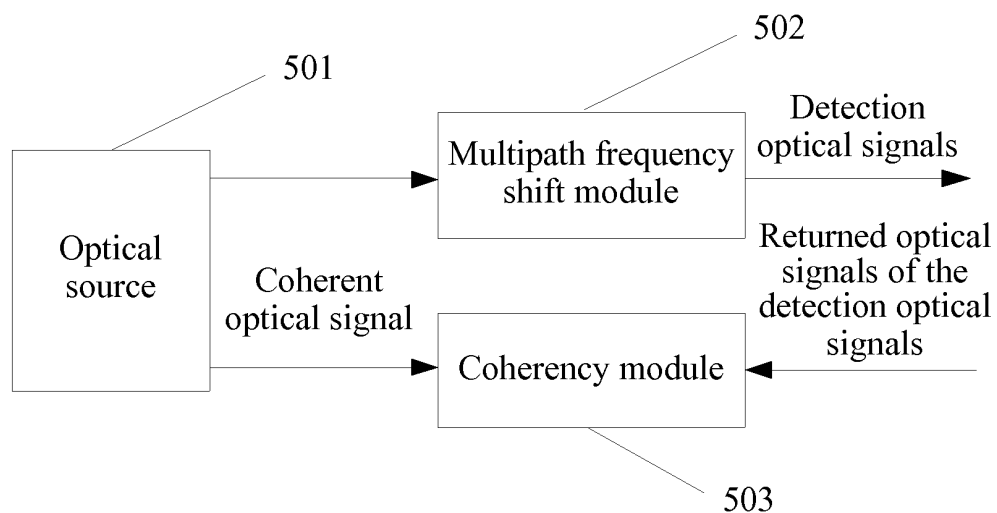 501
502
Optical
source
Multipath frequency
shift module
Detection
optical signals
Coherent
optical signal
Coherency module
Returned optical
signals of the
detection optical
signals
503